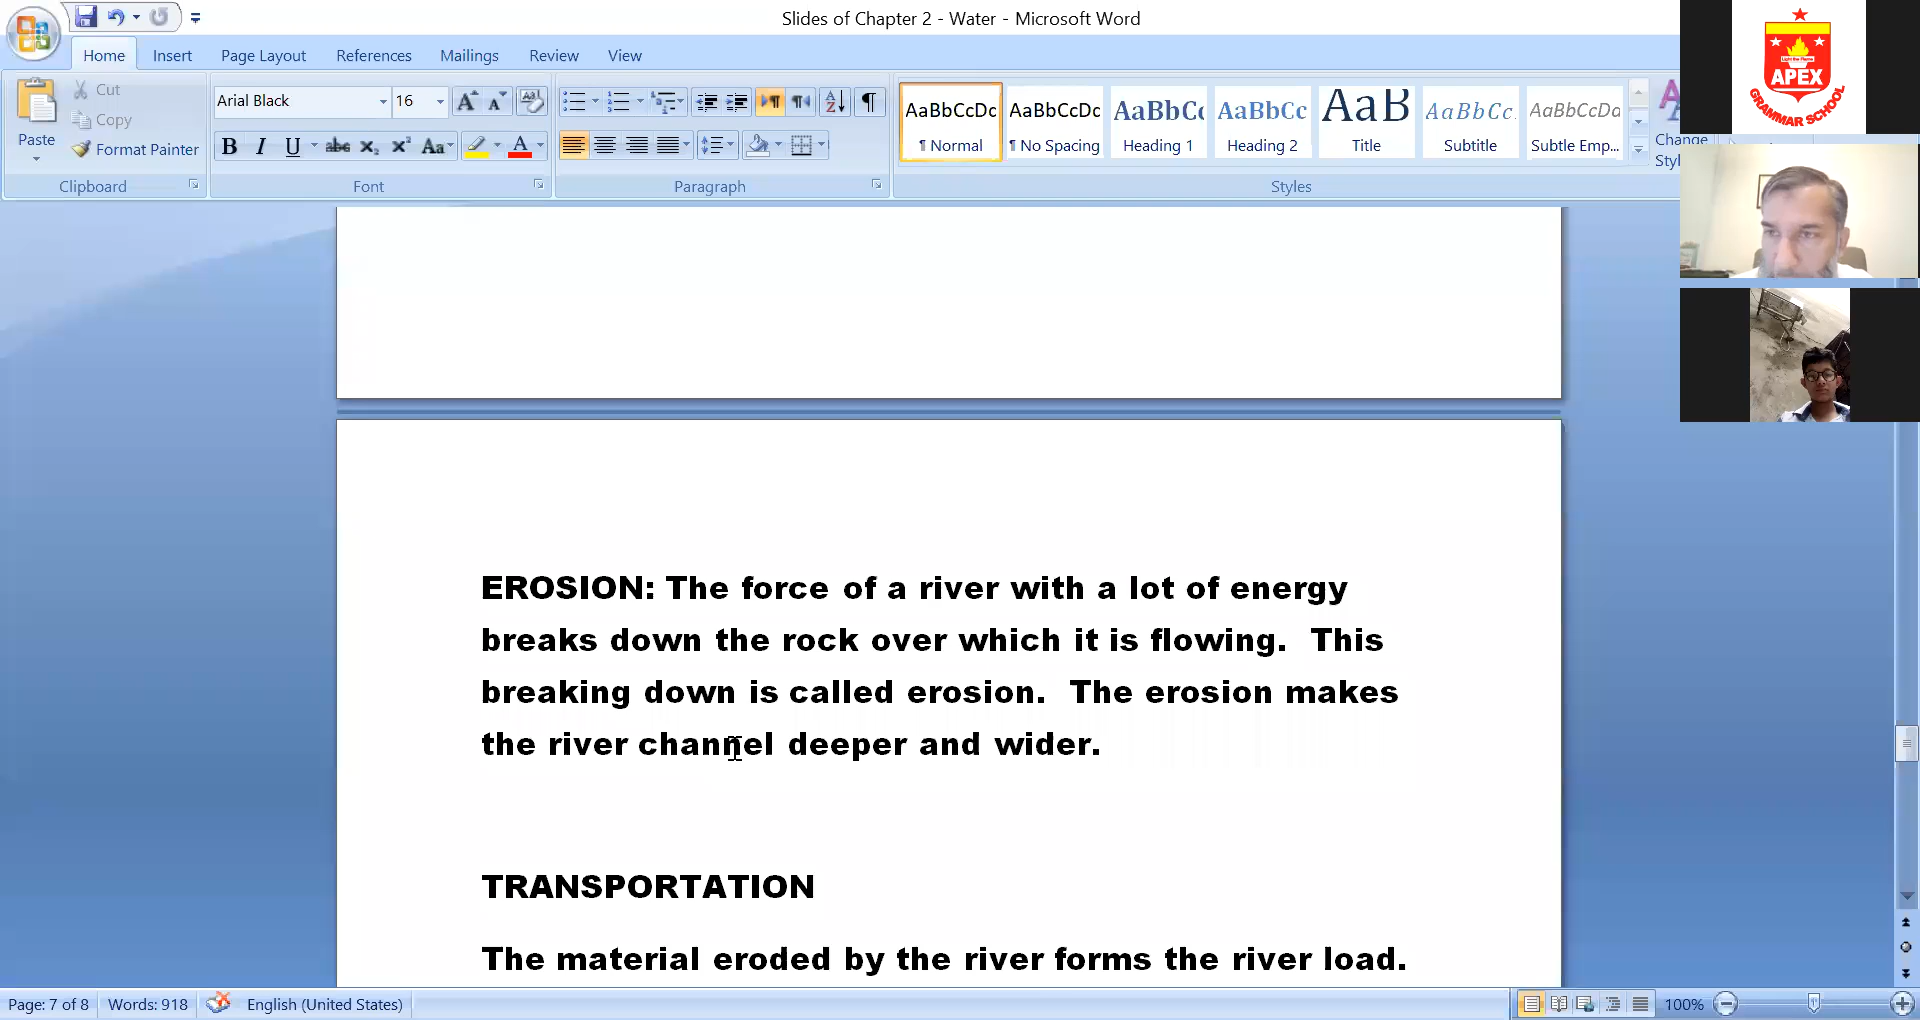 Slides of Chapter 2 - Water - Microsoft Word
Home Insert Page Layout References Mailings Review View
Paste
Cut
Copy
Format Painter
Clipboard
Arial Black 16
B I U abc x₂ x² Aa A
Font
Paragraph
AaBbCcDc AaBbCcDc AaBbCc AaBbCc AaB AaBbCc. AaBbCcDa
¶ Normal ¶ No Spacing Heading 1 Heading 2 Title Subtitle Subtle Emp...
Change
Styles
APEX
GRAMMAR SCHOOL
EROSION: The force of a river with a lot of energy
breaks down the rock over which it is flowing. This
breaking down is called erosion. The erosion makes
the river channel deeper and wider.
TRANSPORTATION
The material eroded by the river forms the river load.
Page: 7 of 8 Words: 918 English (United States) 100%